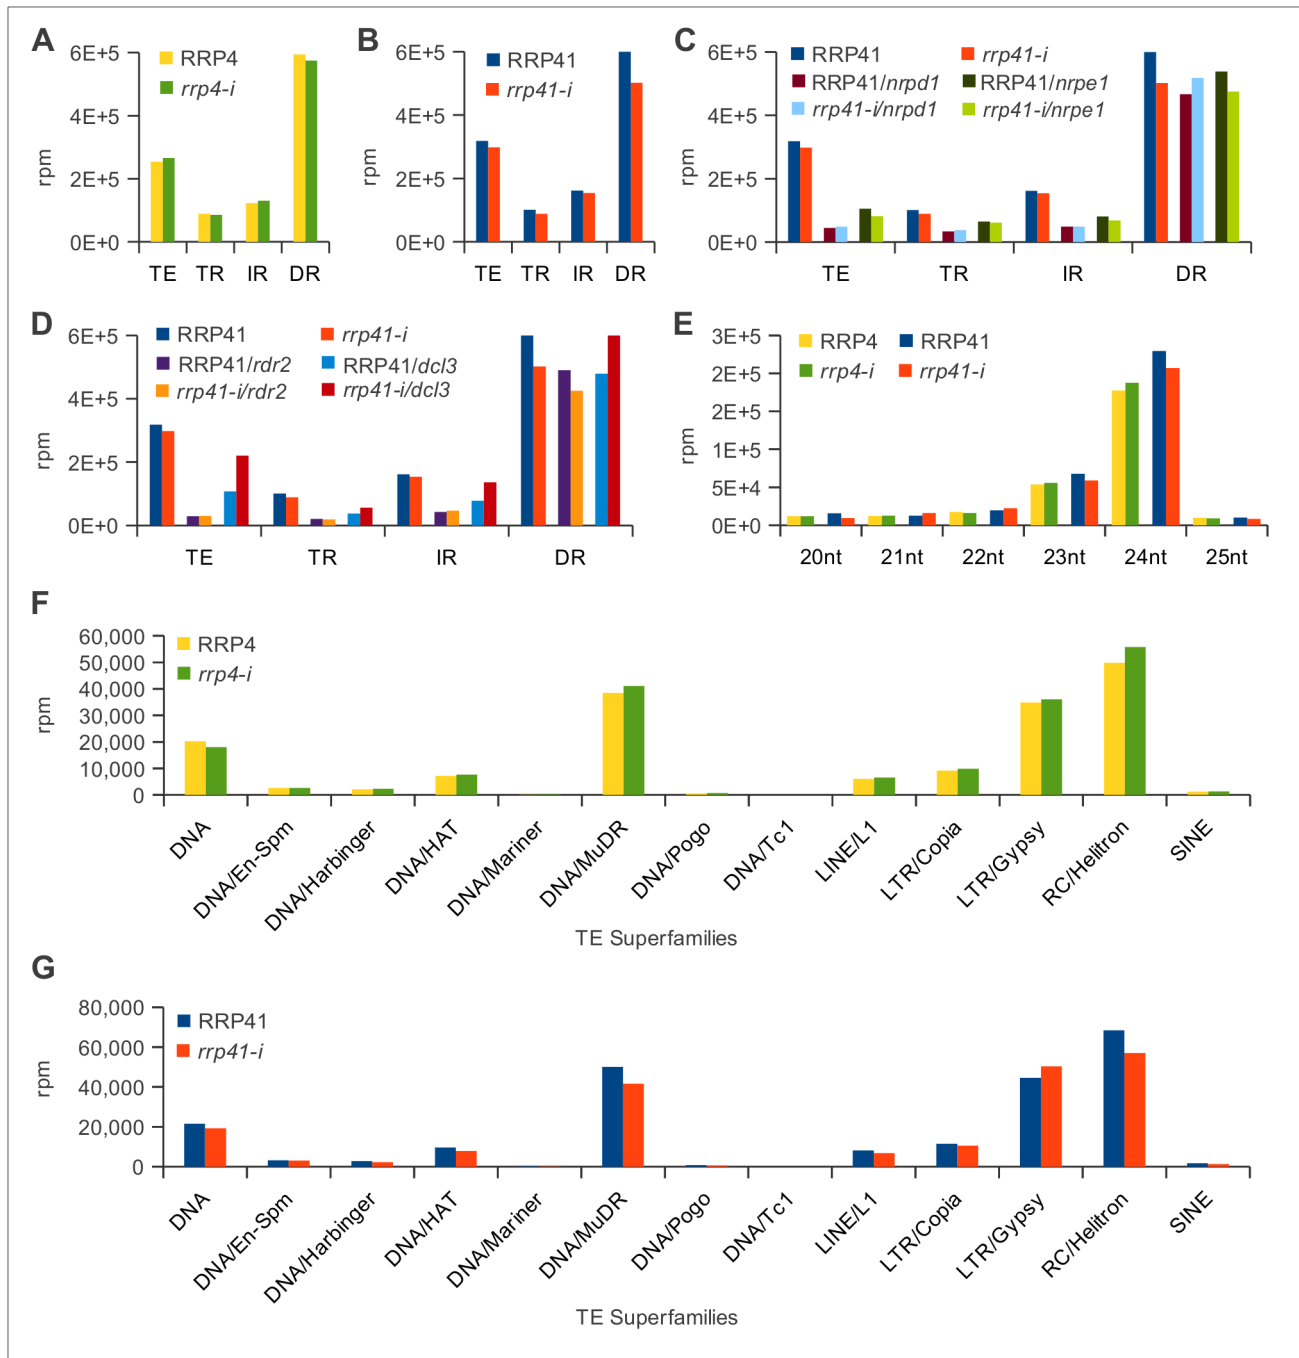 A
6E+5
4E+5
2E+5
0E+0
rpm
RRP4
rrp4-i
TE TR IR DR
B
6E+5
4E+5
2E+5
0E+0
rpm
RRP41
rrp41-i
TE TR IR DR
C
6E+5
4E+5
2E+5
0E+0
rpm
RRP41 rrp41-i
RRP41/nrpd1 RRP41/nrpe1
rrp41-i/nrpd1 rrp41-i/nrpe1
TE TR IR DR
D
6E+5
4E+5
2E+5
0E+0
rpm
RRP41 rrp41-i
RRP41/rdr2 RRP41/dcl3
rrp41-i/rdr2 rrp41-i/dcl3
TE TR IR DR
E
3E+5
2E+5
2E+5
1E+5
5E+4
0E+0
rpm
RRP4 RRP41
rrp4-i rrp41-i
20nt 21nt 22nt 23nt 24nt 25nt
F
60,000
50,000
40,000
30,000
20,000
10,000
0
rpm
RRP4
rrp4-i
DNA
DNA/En-Spm
DNA/Harbinger
DNA/HAT
DNA/Mariner
DNA/MuDR
DNA/Pogo
DNA/Tc1
LINE/L1
LTR/Copia
LTR/Gypsy
RC/Helitron
SINE
TE Superfamilies
G
80,000
60,000
40,000
20,000
0
rpm
RRP41
rrp41-i
DNA
DNA/En-Spm
DNA/Harbinger
DNA/HAT
DNA/Mariner
DNA/MuDR
DNA/Pogo
DNA/Tc1
LINE/L1
LTR/Copia
LTR/Gypsy
RC/Helitron
SINE
TE Superfamilies